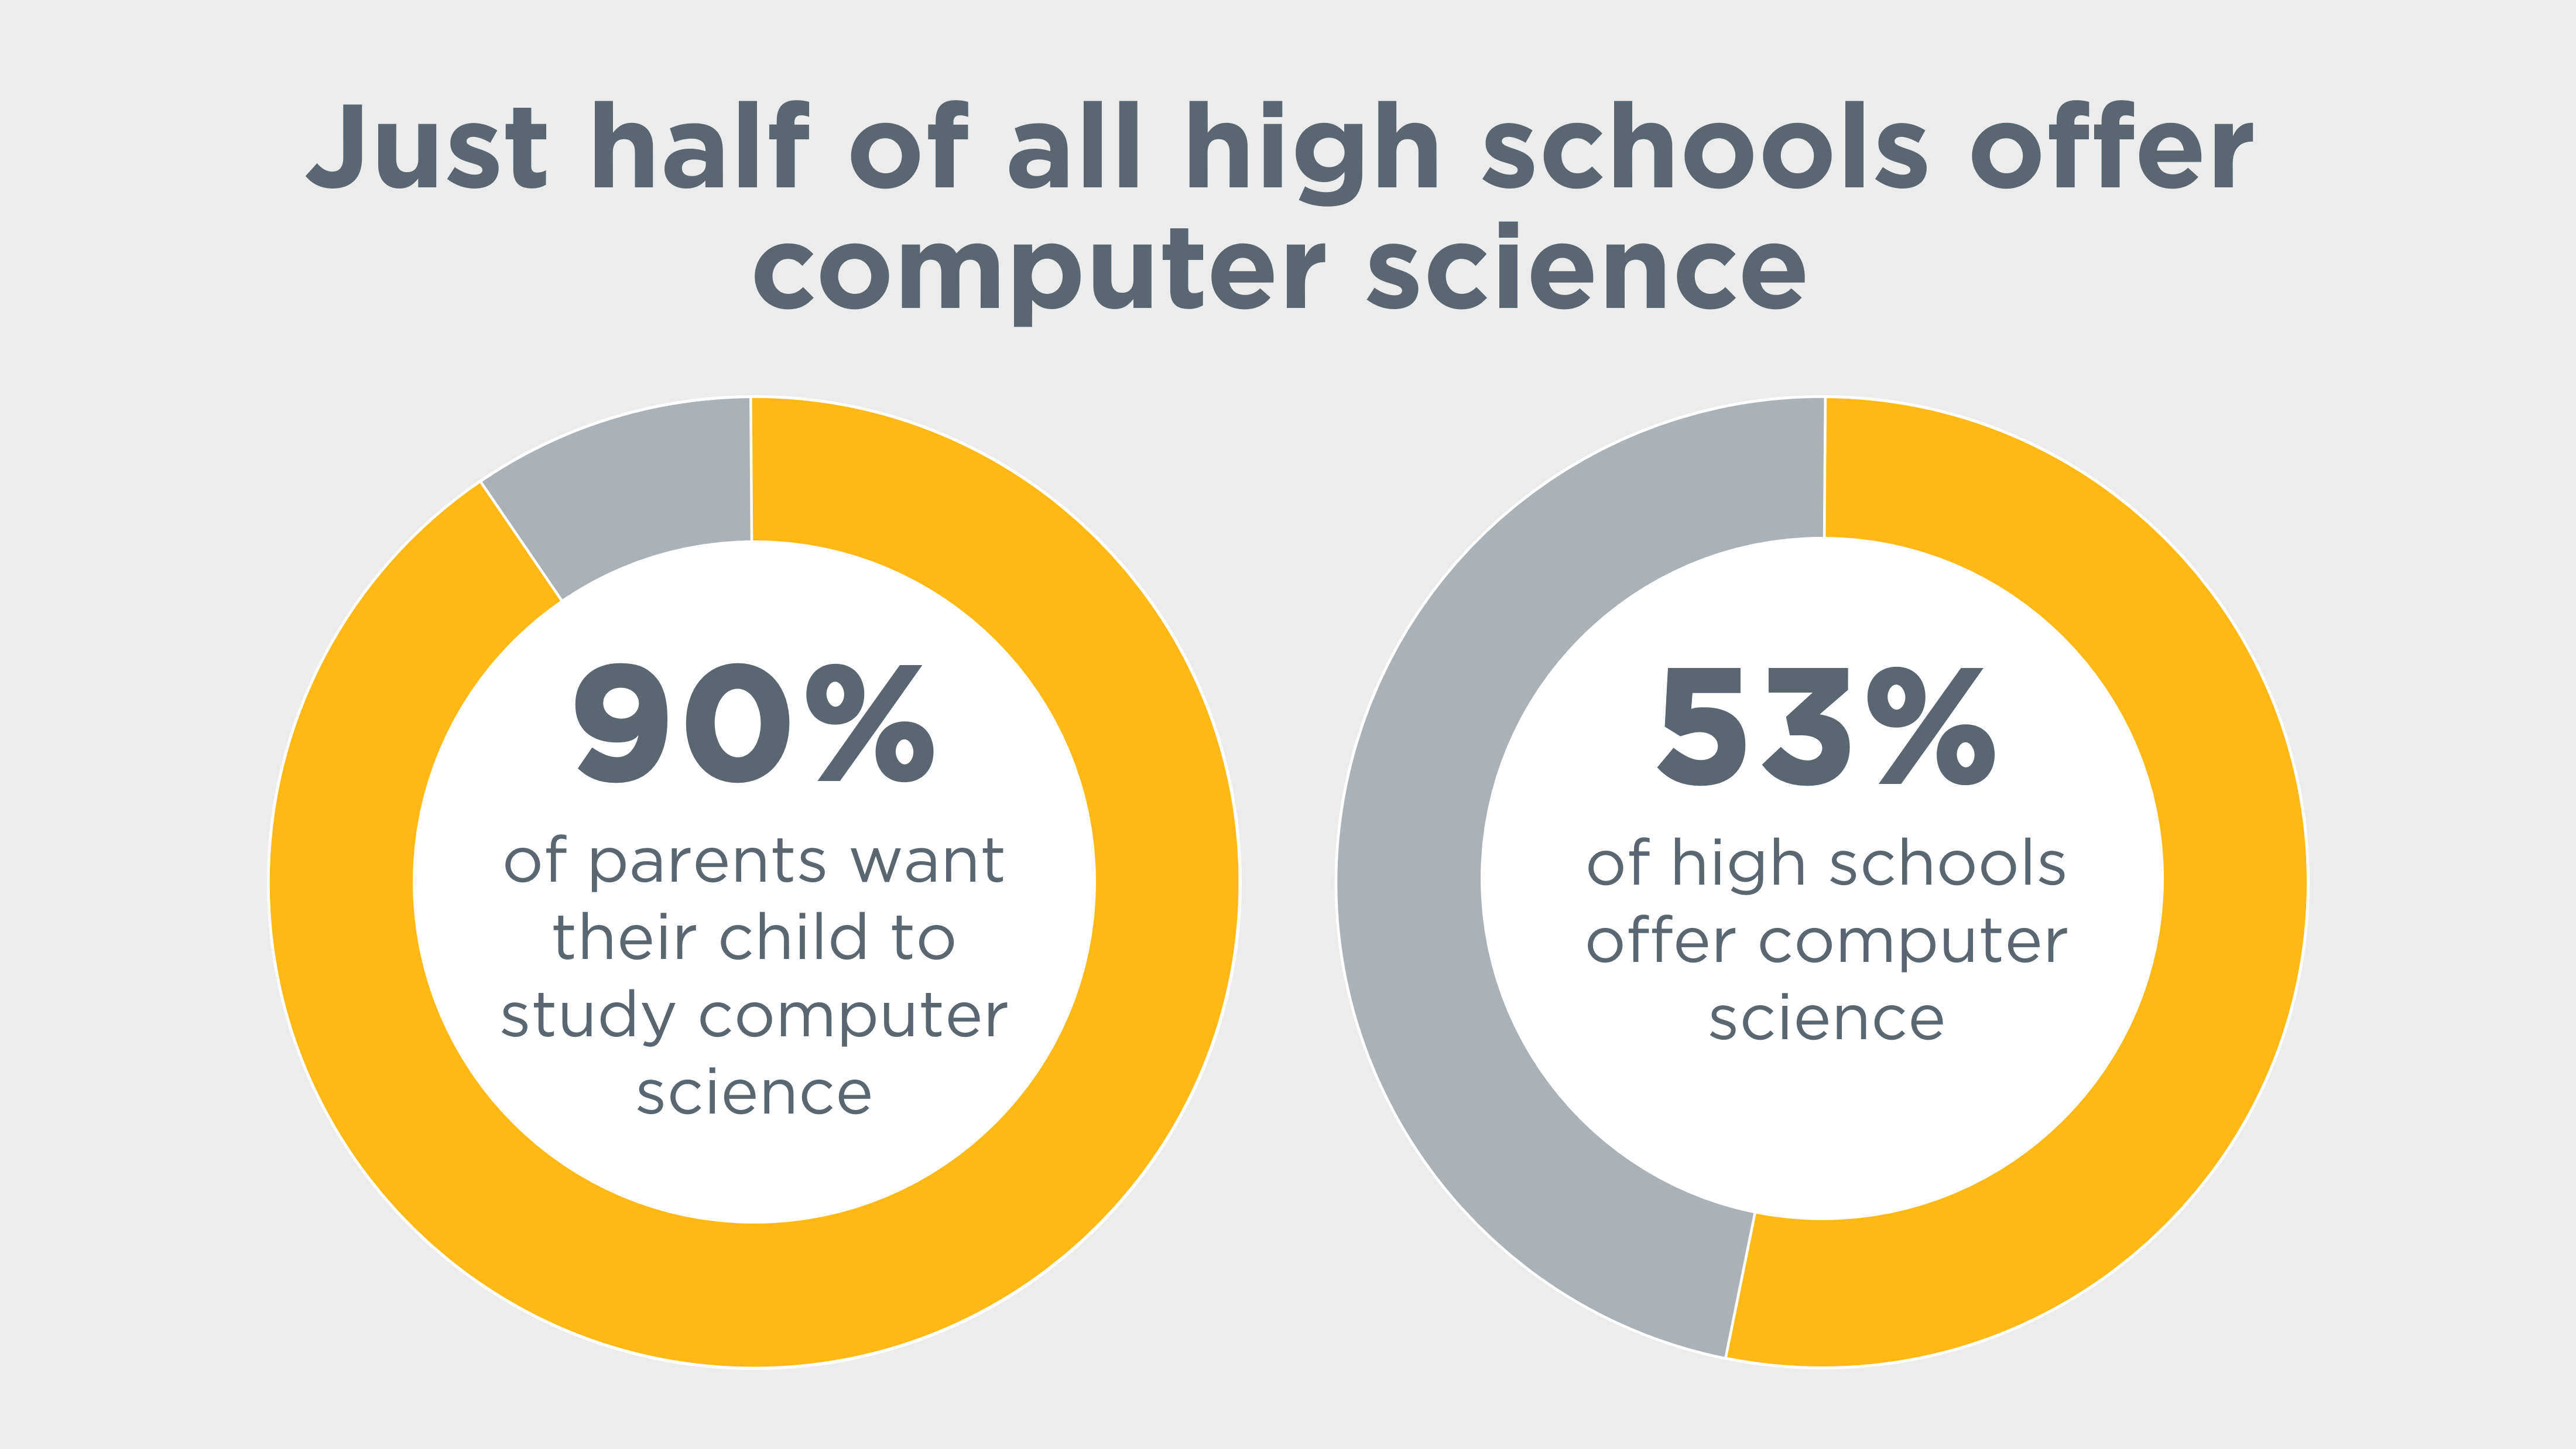 Just half of all high schools offer
computer science
90%
of parents want
their child to
study computer
science
53%
of high schools
offer computer
science